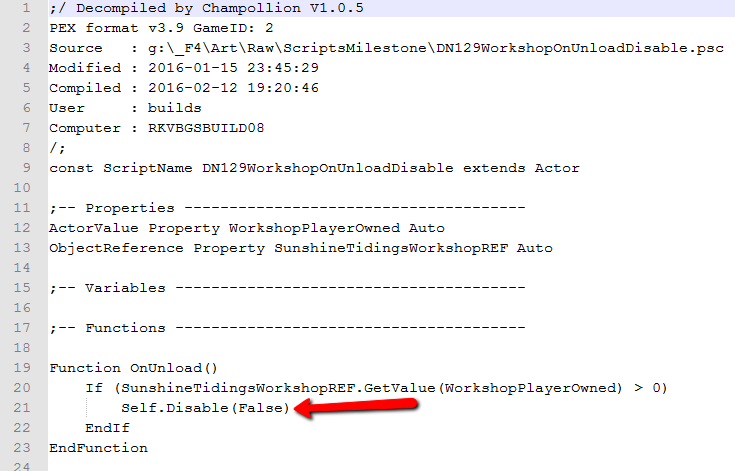 1 ;/ Decompiled by Champollion V1.0.5
2 PEX format v3.9 GameID: 2
3 Source   : g:\_F4\Art\Raw\ScriptsMilestone\DN129WorkshopOnUnloadDisable.psc
4 Modified : 2016-01-15 23:45:29
5 Compiled : 2016-02-12 19:20:46
6 User     : builds
7 Computer : RKVBGSBUILD08
8 /;
9 const ScriptName DN129WorkshopOnUnloadDisable extends Actor
10
11 ;-- Properties --------------------------------------
12 ActorValue Property WorkshopPlayerOwned Auto
13 ObjectReference Property SunshineTidingsWorkshopREF Auto
14
15 ;-- Variables ---------------------------------------
16
17 ;-- Functions ---------------------------------------
18
19 Function OnUnload()
20     If (SunshineTidingsWorkshopREF.GetValue(WorkshopPlayerOwned) > 0)
21         Self.Disable(False)
22     EndIf
23 EndFunction
24